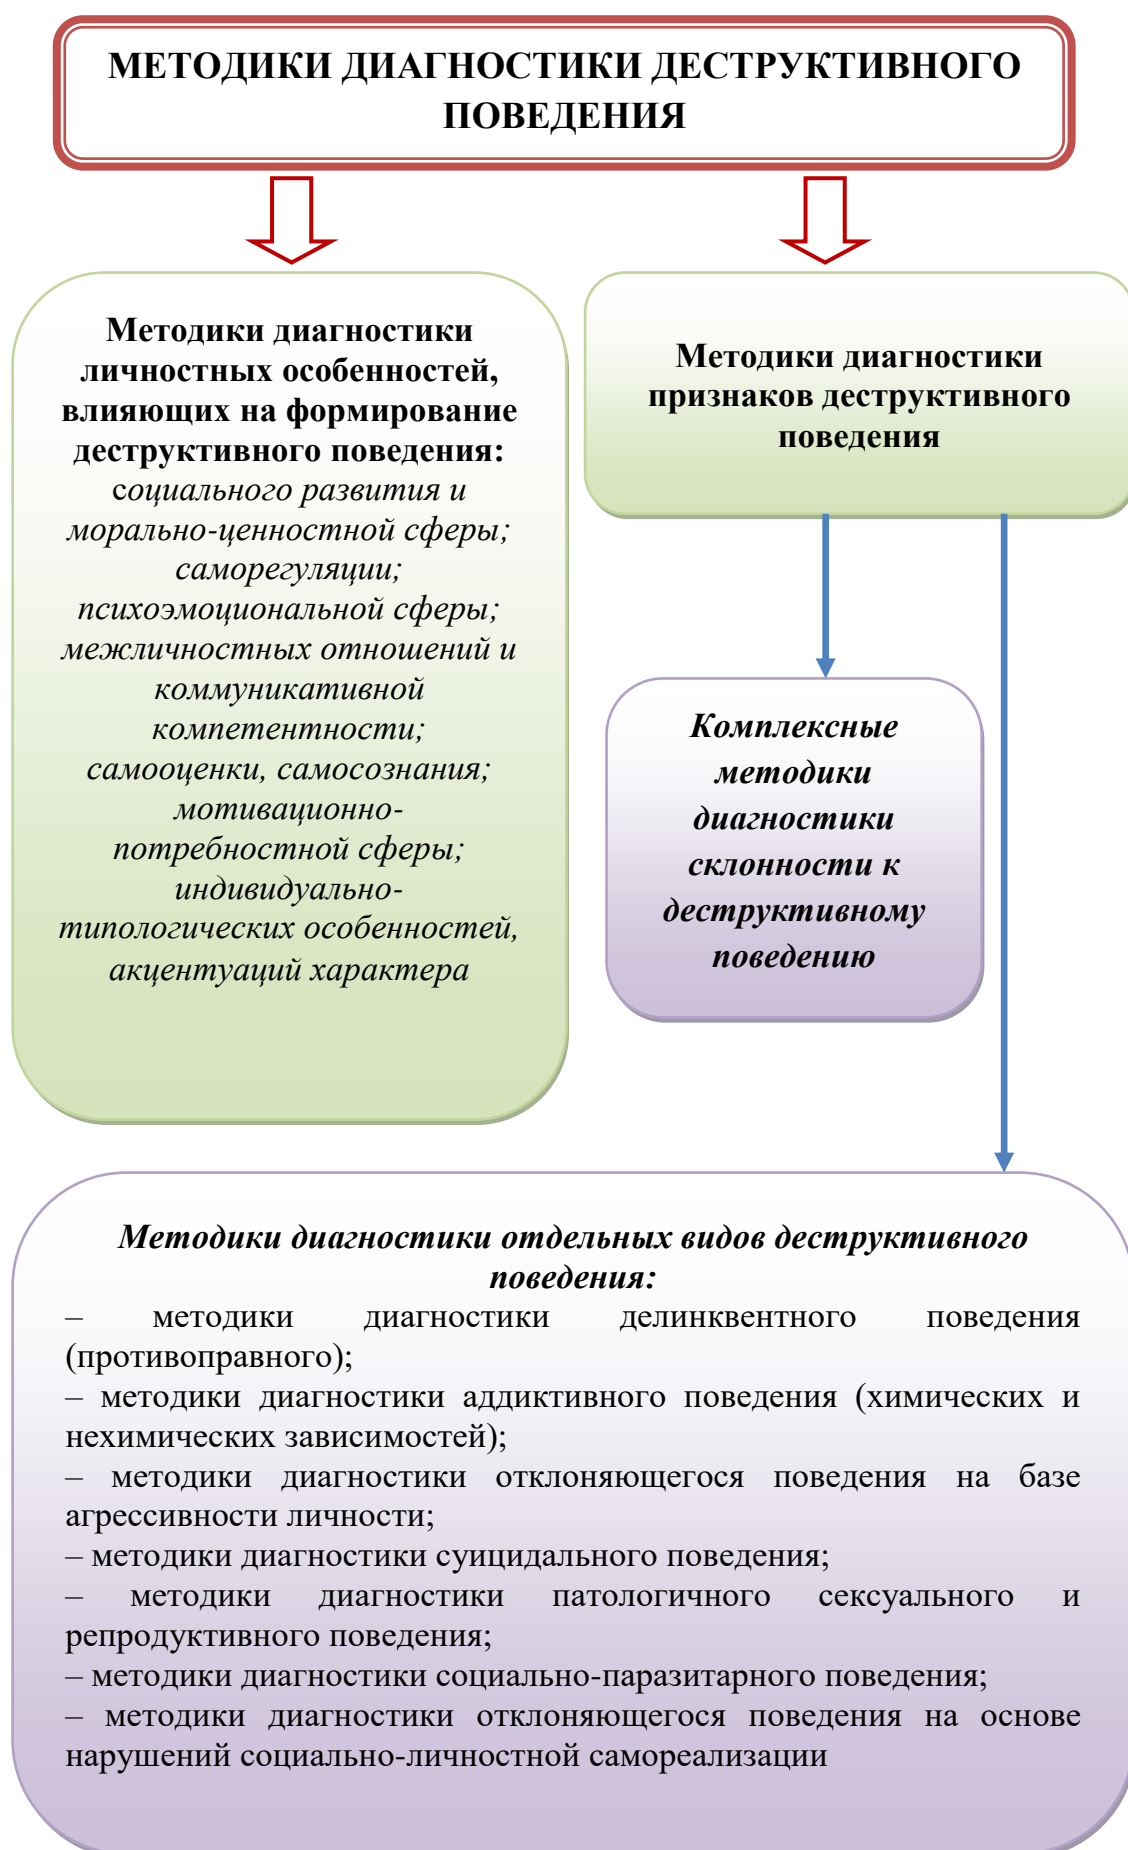 МЕТОДИКИ ДИАГНОСТИКИ ДЕСТРУКТИВНОГО
ПОВЕДЕНИЯ
Методики диагностики
личностных особенностей,
влияющих на формирование
деструктивного поведения:
социального развития и
морально-ценностной сферы;
саморегуляции;
психоэмоциональной сферы;
межличностных отношений и
коммуникативной
компетентности;
самооценки, самосознания;
мотивационно-
потребностной сферы;
индивидуально-
типологических особенностей,
акцентуаций характера
Методики диагностики
признаков деструктивного
поведения
Комплексные
методики
диагностики
склонности к
деструктивному
поведению
Методики диагностики отдельных видов деструктивного
поведения:
– методики диагностики делинквентного поведения
(противоправного);
– методики диагностики аддиктивного поведения (химических и
нехимических зависимостей);
– методики диагностики отклоняющегося поведения на базе
агрессивности личности;
– методики диагностики суицидального поведения;
– методики диагностики патологичного сексуального и
репродуктивного поведения;
– методики диагностики социально-паразитарного поведения;
– методики диагностики отклоняющегося поведения на основе
нарушений социально-личностной самореализации